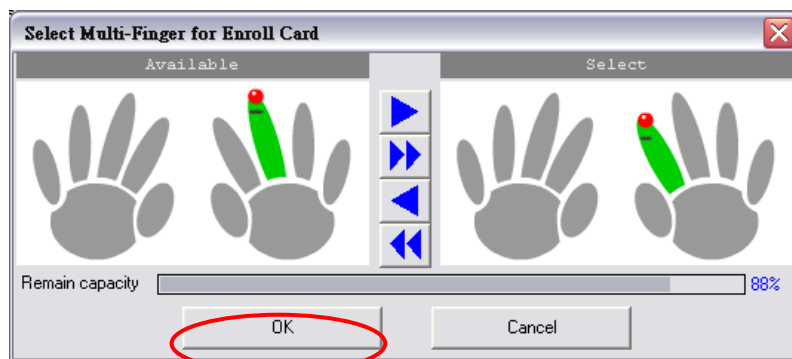 Select Multi-Finger for Enroll Card
Available
Select
Remain capacity
88%
OK
Cancel